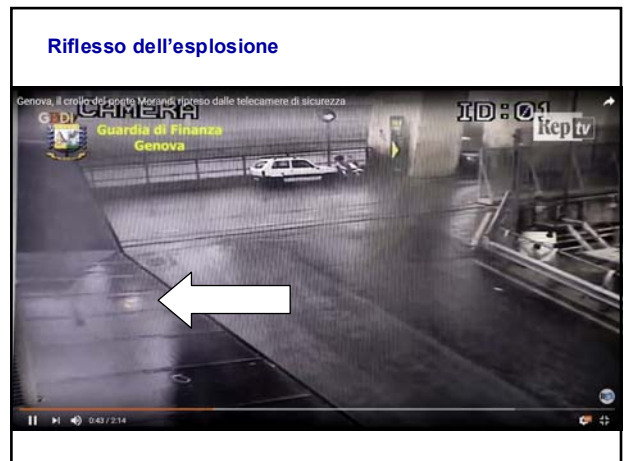 Riflesso dell'esplosione
Genova, il crollo del ponte Morandi ripreso dalle telecamere di sicurezza
CAMERA
ID:01
Guardia di Finanza
Genova
Rep tv
0:43 / 2:14